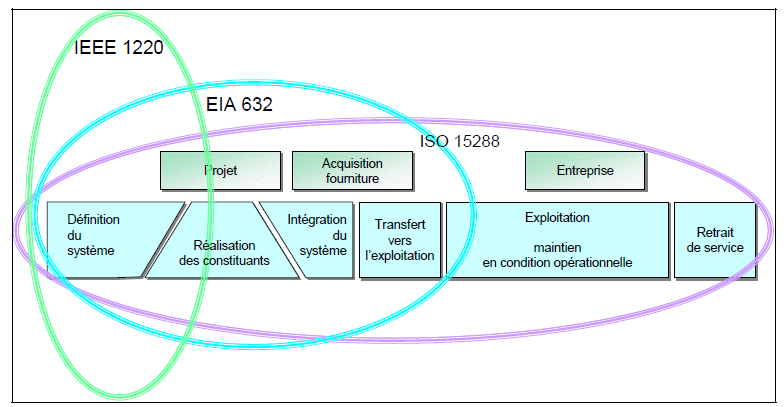 IEEE 1220
EIA 632
ISO 15288
Projet
Acquisition
fourniture
Entreprise
Définition
du
système
Réalisation
des constituants
Intégration
du
système
Transfert
vers
l'exploitation
Exploitation
maintien
en condition opérationnelle
Retrait
de service